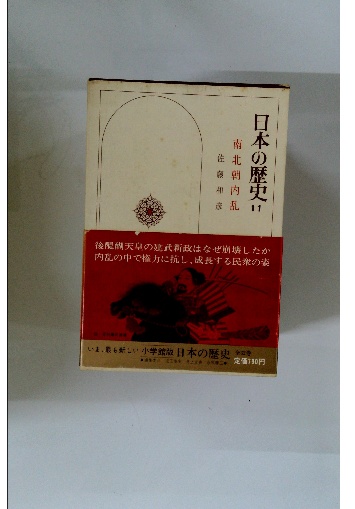 日本の歴史11
南北朝内乱
佐藤和彦
後醍醐天皇の建武新政はなぜ崩壊したか
内乱の中で権力に抗し、成長する民衆の姿
いま、最も新しい 小学館版 日本の歴史
定価790円